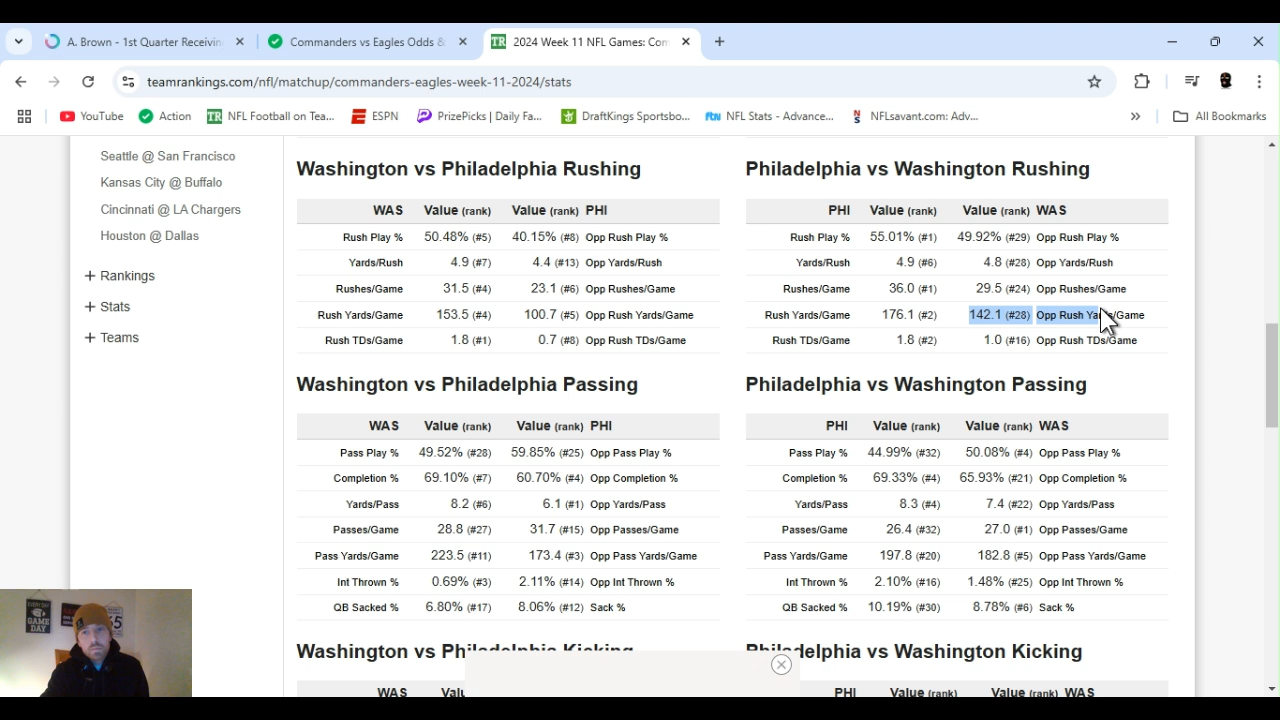 A. Brown - 1st Quarter Receivin
Commanders vs Eagles Odds &
TR 2024 Week 11 NFL Games: Com
teamrankings.com/nfl/matchup/commanders-eagles-week-11-2024/stats
YouTube Action TR NFL Football on Tea... ESPN PrizePicks | Daily Fa... DraftKings Sportsbo... ftn NFL Stats - Advance... NFLsavant.com: Adv... » All Bookmarks
Seattle @ San Francisco
Kansas City @ Buffalo
Cincinnati @ LA Chargers
Houston @ Dallas
+ Rankings
+ Stats
+ Teams
Washington vs Philadelphia Rushing
WAS Value (rank) Value (rank) PHI
Rush Play % 50.48% (#5) 40.15% (#8) Opp Rush Play %
Yards/Rush 4.9 (#7) 4.4 (#13) Opp Yards/Rush
Rushes/Game 31.5 (#4) 23.1 (#6) Opp Rushes/Game
Rush Yards/Game 153.5 (#4) 100.7 (#5) Opp Rush Yards/Game
Rush TDs/Game 1.8 (#1) 0.7 (#8) Opp Rush TDs/Game
Philadelphia vs Washington Rushing
PHI Value (rank) Value (rank) WAS
Rush Play % 55.01% (#1) 49.92% (#29) Opp Rush Play %
Yards/Rush 4.9 (#6) 4.8 (#28) Opp Yards/Rush
Rushes/Game 36.0 (#1) 29.5 (#24) Opp Rushes/Game
Rush Yards/Game 176.1 (#2) 142.1 (#28) Opp Rush Yards/Game
Rush TDs/Game 1.8 (#2) 1.0 (#16) Opp Rush TDs/Game
Washington vs Philadelphia Passing
WAS Value (rank) Value (rank) PHI
Pass Play % 49.52% (#28) 59.85% (#25) Opp Pass Play %
Completion % 69.10% (#7) 60.70% (#4) Opp Completion %
Yards/Pass 8.2 (#6) 6.1 (#1) Opp Yards/Pass
Passes/Game 28.8 (#27) 31.7 (#15) Opp Passes/Game
Pass Yards/Game 223.5 (#11) 173.4 (#3) Opp Pass Yards/Game
Int Thrown % 0.69% (#3) 2.11% (#14) Opp Int Thrown %
QB Sacked % 6.80% (#17) 8.06% (#12) Sack %
Philadelphia vs Washington Passing
PHI Value (rank) Value (rank) WAS
Pass Play % 44.99% (#32) 50.08% (#4) Opp Pass Play %
Completion % 69.33% (#4) 65.93% (#21) Opp Completion %
Yards/Pass 8.3 (#4) 7.4 (#22) Opp Yards/Pass
Passes/Game 26.4 (#32) 27.0 (#1) Opp Passes/Game
Pass Yards/Game 197.8 (#20) 182.8 (#5) Opp Pass Yards/Game
Int Thrown % 2.10% (#16) 1.48% (#25) Opp Int Thrown %
QB Sacked % 10.19% (#30) 8.78% (#6) Sack %
Washington vs Philadelphia Kicking
WAS Valu
Philadelphia vs Washington Kicking
PHI Value (rank) Value (rank) WAS
GAME
DAY